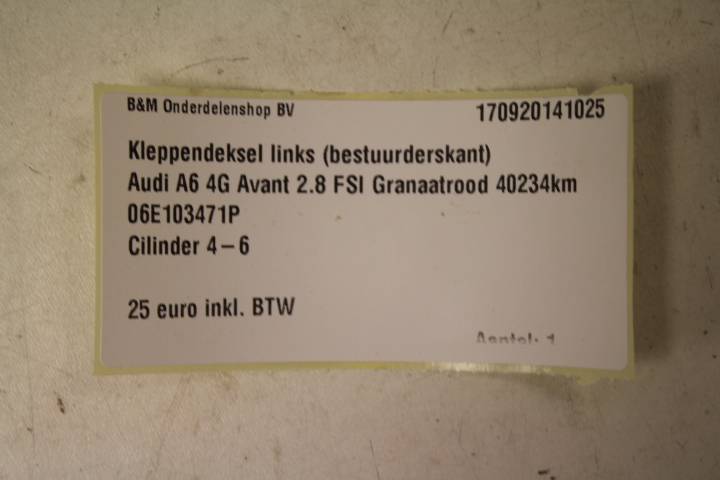 B&M Onderdelenshop BV 170920141025
Kleppendeksel links (bestuurderskant)
Audi A6 4G Avant 2.8 FSI Granaatrood 40234km
06E103471P
Cilinder 4-6
25 euro inkl. BTW
Aantal: 1